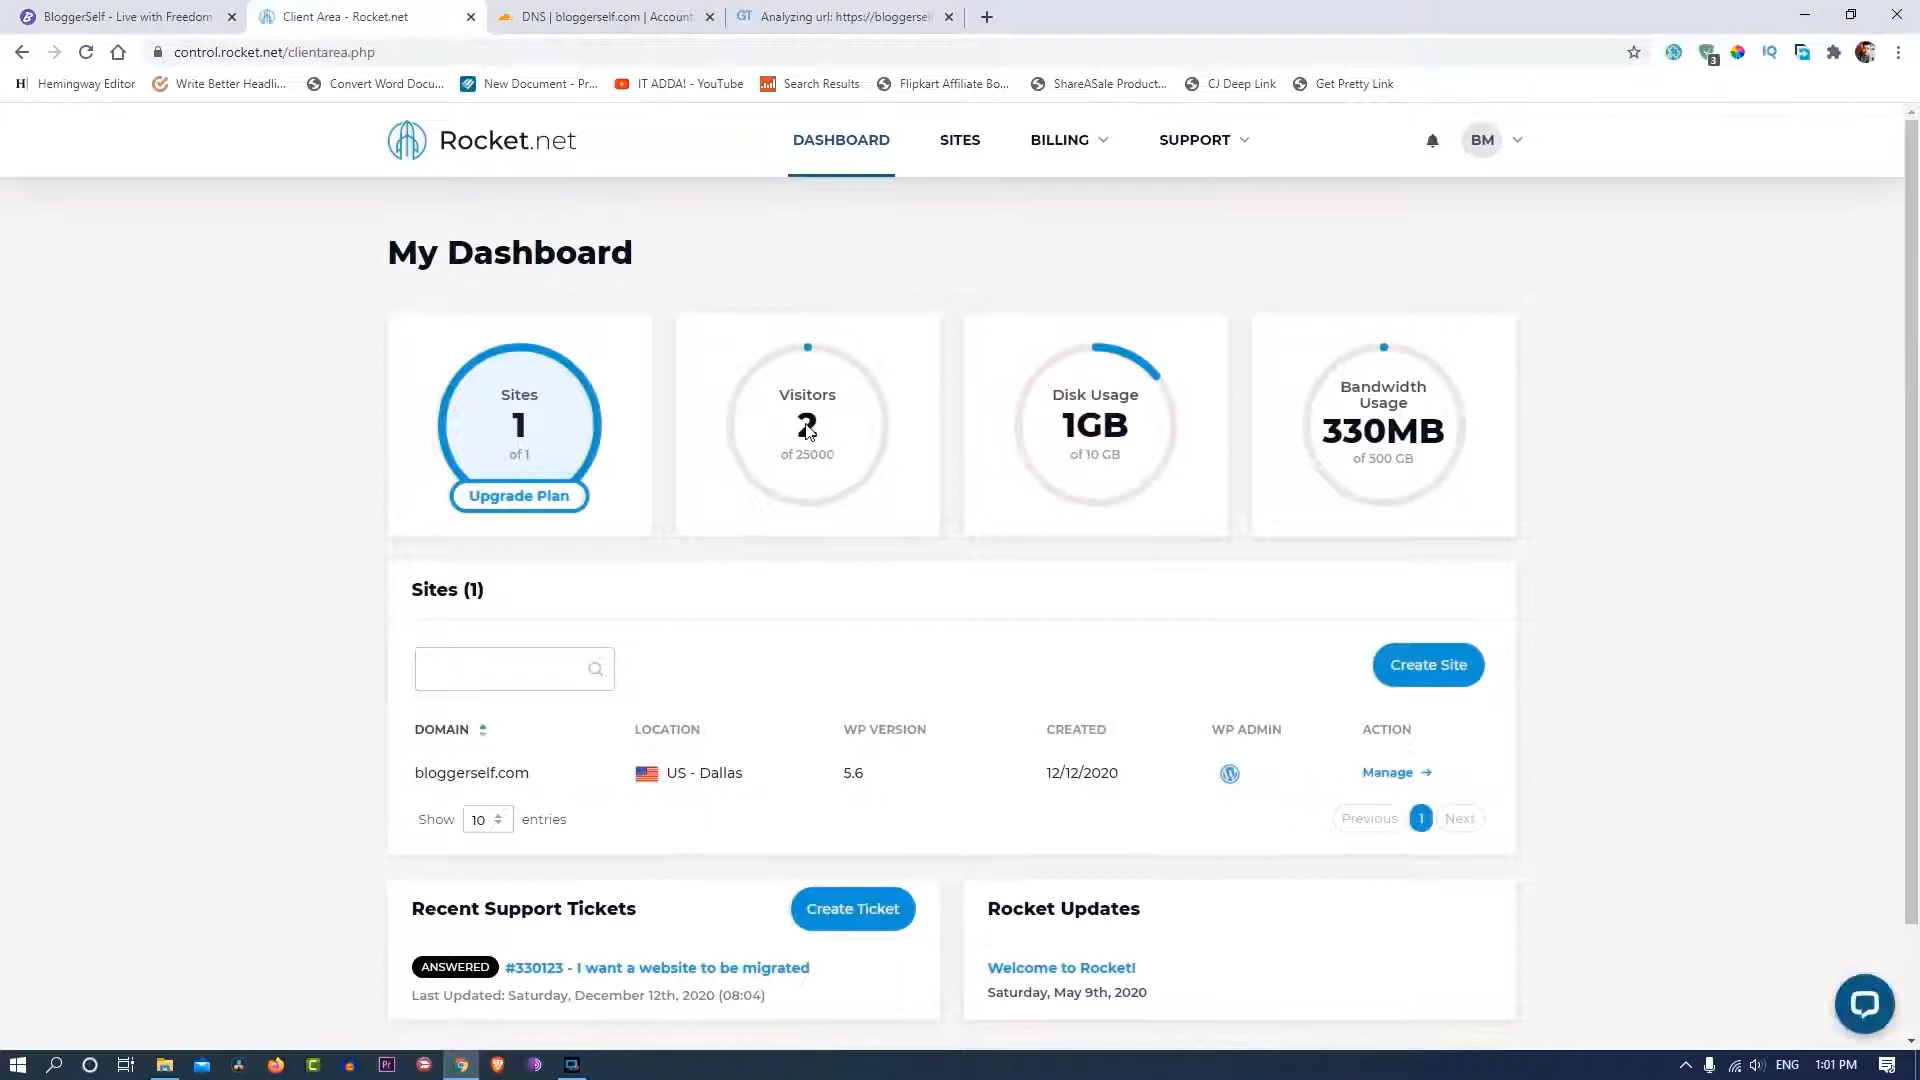 BloggerSelf - Live with Freedom
Client Area - Rocket.net
DNS | bloggerself.com | Account
GT Analyzing url: https://bloggersel
control.rocket.net/clientarea.php
3
IQ
H Hemingway Editor
Write Better Headli...
Convert Word Docu...
New Document - Pr...
IT ADDA! - YouTube
Search Results
Flipkart Affiliate Bo...
ShareASale Product...
CJ Deep Link
Get Pretty Link
Rocket.net
DASHBOARD
SITES
BILLING
SUPPORT
BM
My Dashboard
Sites
1
of 1
Upgrade Plan
Visitors
2
of 25000
Disk Usage
1GB
of 10 GB
Bandwidth
Usage
330MB
of 500 GB
Sites (1)
Create Site
DOMAIN LOCATION WP VERSION CREATED WP ADMIN ACTION
bloggerself.com US - Dallas 5.6 12/12/2020 Manage →
Show 10 entries
Previous 1 Next
Recent Support Tickets
Create Ticket
ANSWERED #330123 - I want a website to be migrated
Last Updated: Saturday, December 12th, 2020 (08:04)
Rocket Updates
Welcome to Rocket!
Saturday, May 9th, 2020
Pr
ENG
1:01 PM